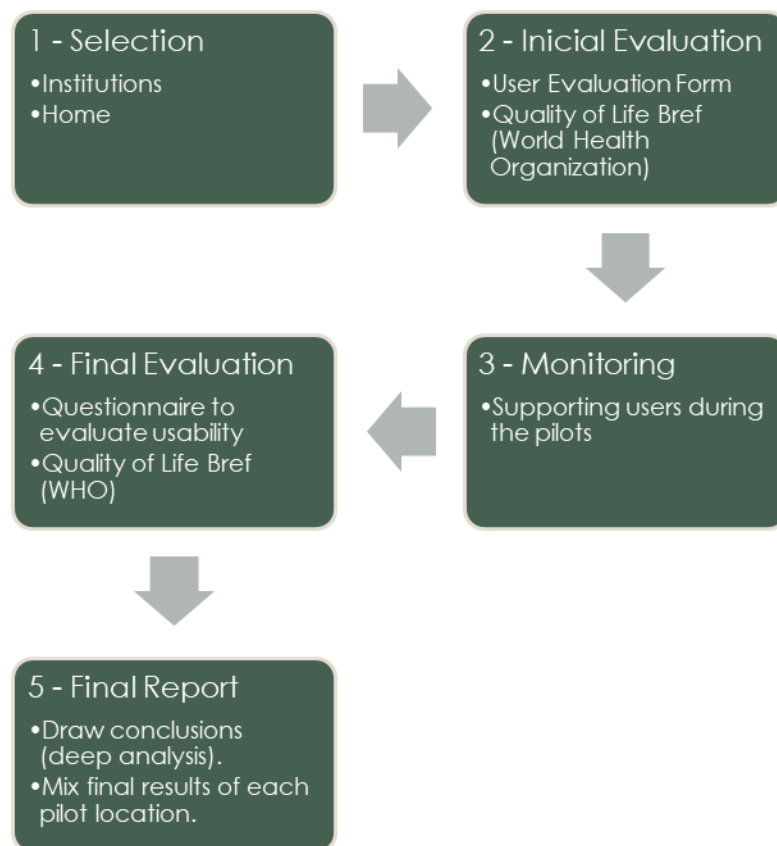 1 - Selection
•Institutions
•Home
2 - Inicial Evaluation
•User Evaluation Form
•Quality of Life Bref
(World Health
Organization)
3 - Monitoring
•Supporting users during
the pilots
4 - Final Evaluation
•Questionnaire to
evaluate usability
•Quality of Life Bref
(WHO)
5 - Final Report
•Draw conclusions
(deep analysis).
•Mix final results of each
pilot location.